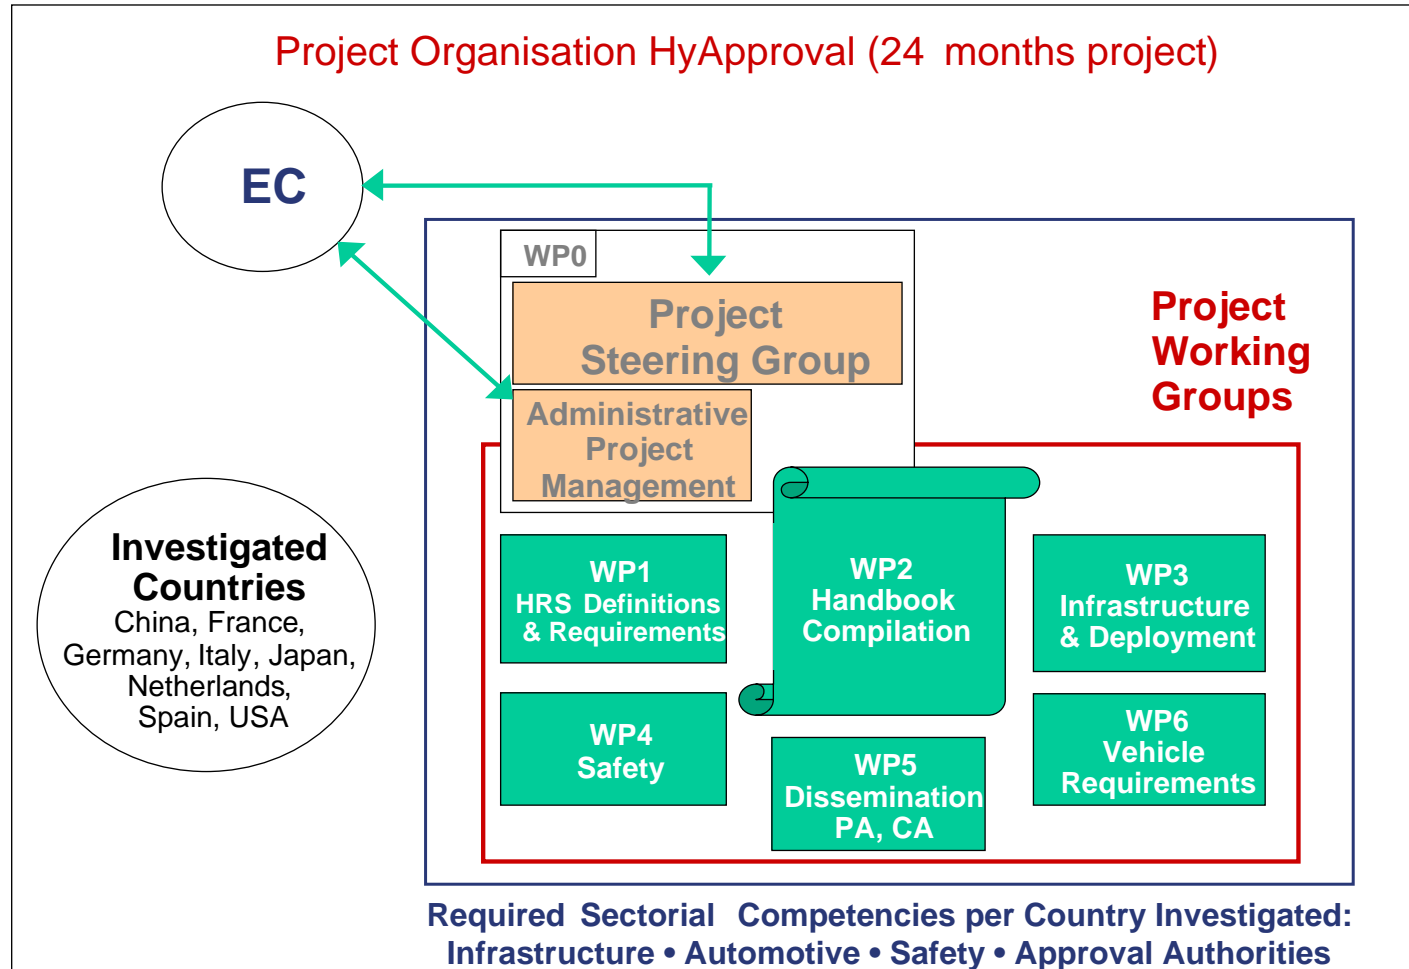 Project Organisation HyApproval (24 months project)
EC
WP0
Project
Steering Group
Administrative
Project
Management
Project
Working
Groups
Investigated
Countries
China, France,
Germany, Italy, Japan,
Netherlands,
Spain, USA
WP1
HRS Definitions
& Requirements
WP2
Handbook
Compilation
WP3
Infrastructure
& Deployment
WP4
Safety
WP5
Dissemination
PA, CA
WP6
Vehicle
Requirements
Required Sectorial Competencies per Country Investigated:
Infrastructure • Automotive • Safety • Approval Authorities